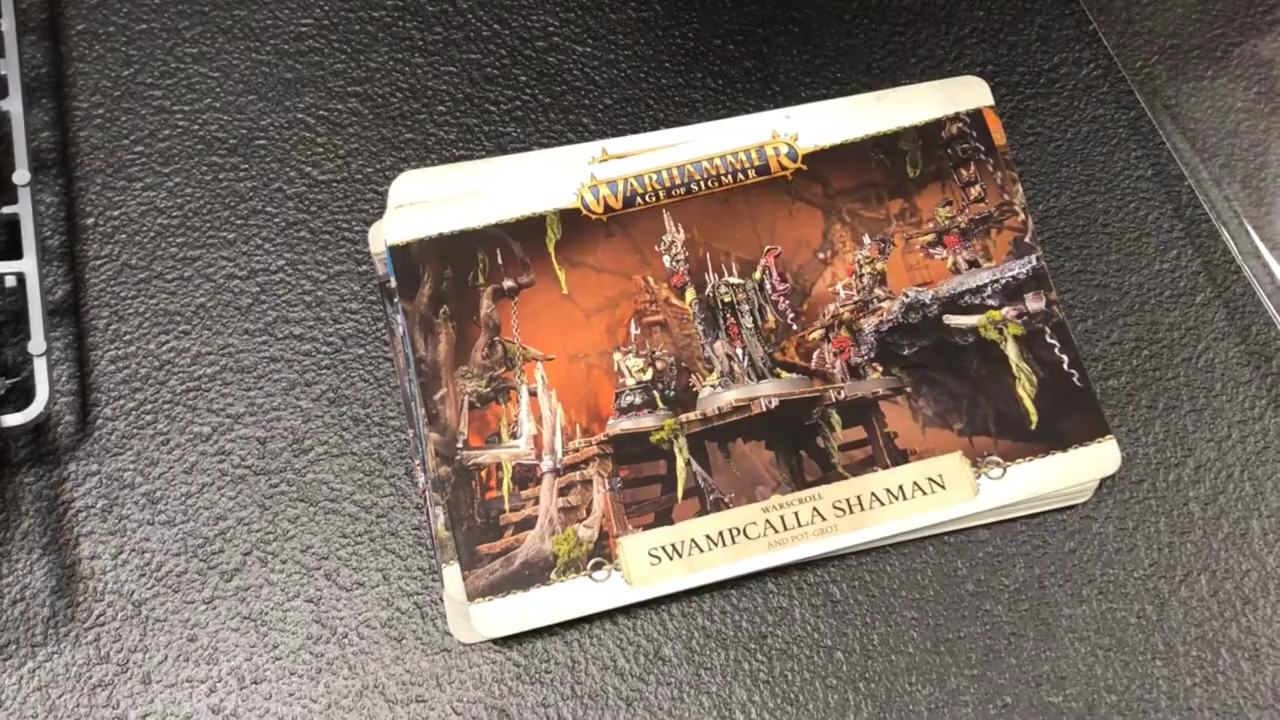 WARHAMMER
AGE OF SIGMAR
WARSCROLL
SWAMPCALLA SHAMAN
AND POT-GROT